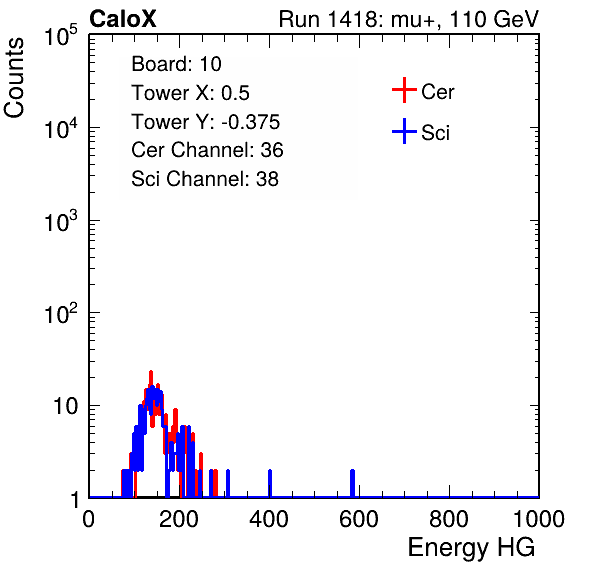 CaloX Run 1418: mu+, 110 GeV
Counts
10^5
10^4
10^3
10^2
10
1
Board: 10
Tower X: 0.5
Tower Y: -0.375
Cer Channel: 36
Sci Channel: 38
Cer
Sci
0 200 400 600 800 1000
Energy HG